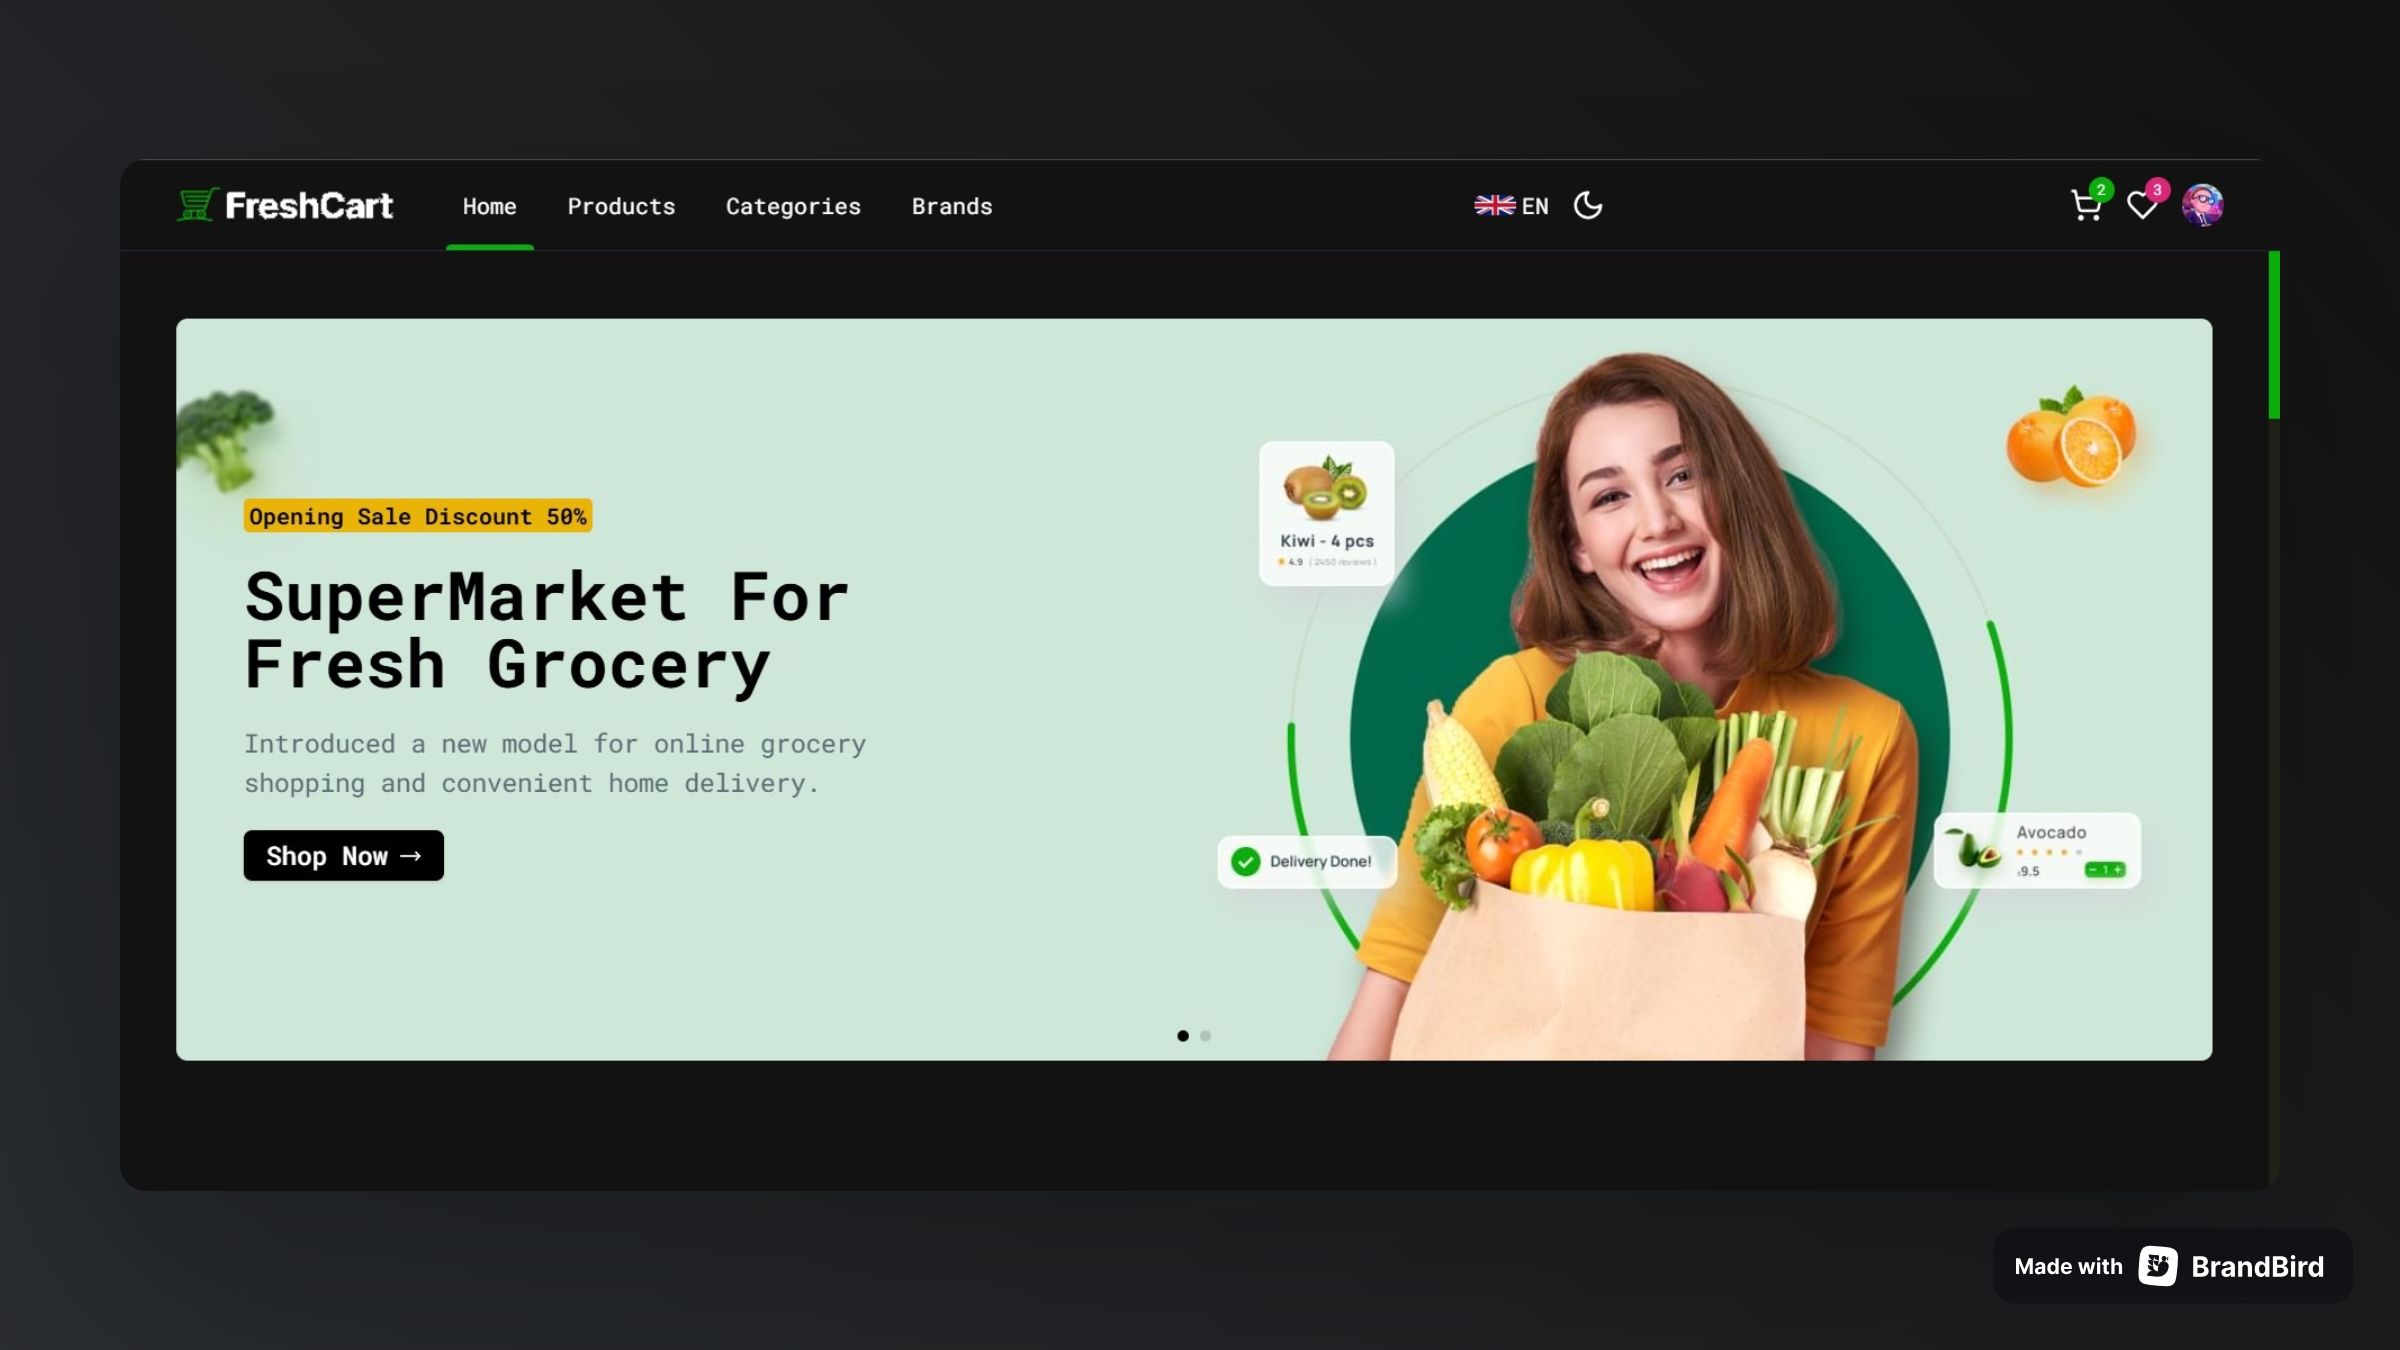 FreshCart
Home
Products
Categories
Brands
EN
2
3
Opening Sale Discount 50%
SuperMarket For
Fresh Grocery
Introduced a new model for online grocery
shopping and convenient home delivery.
Shop Now →
Kiwi - 4 pcs
4.9 ( 2450 reviews )
Delivery Done!
Avocado
9.5
- 1 +
Made with BrandBird